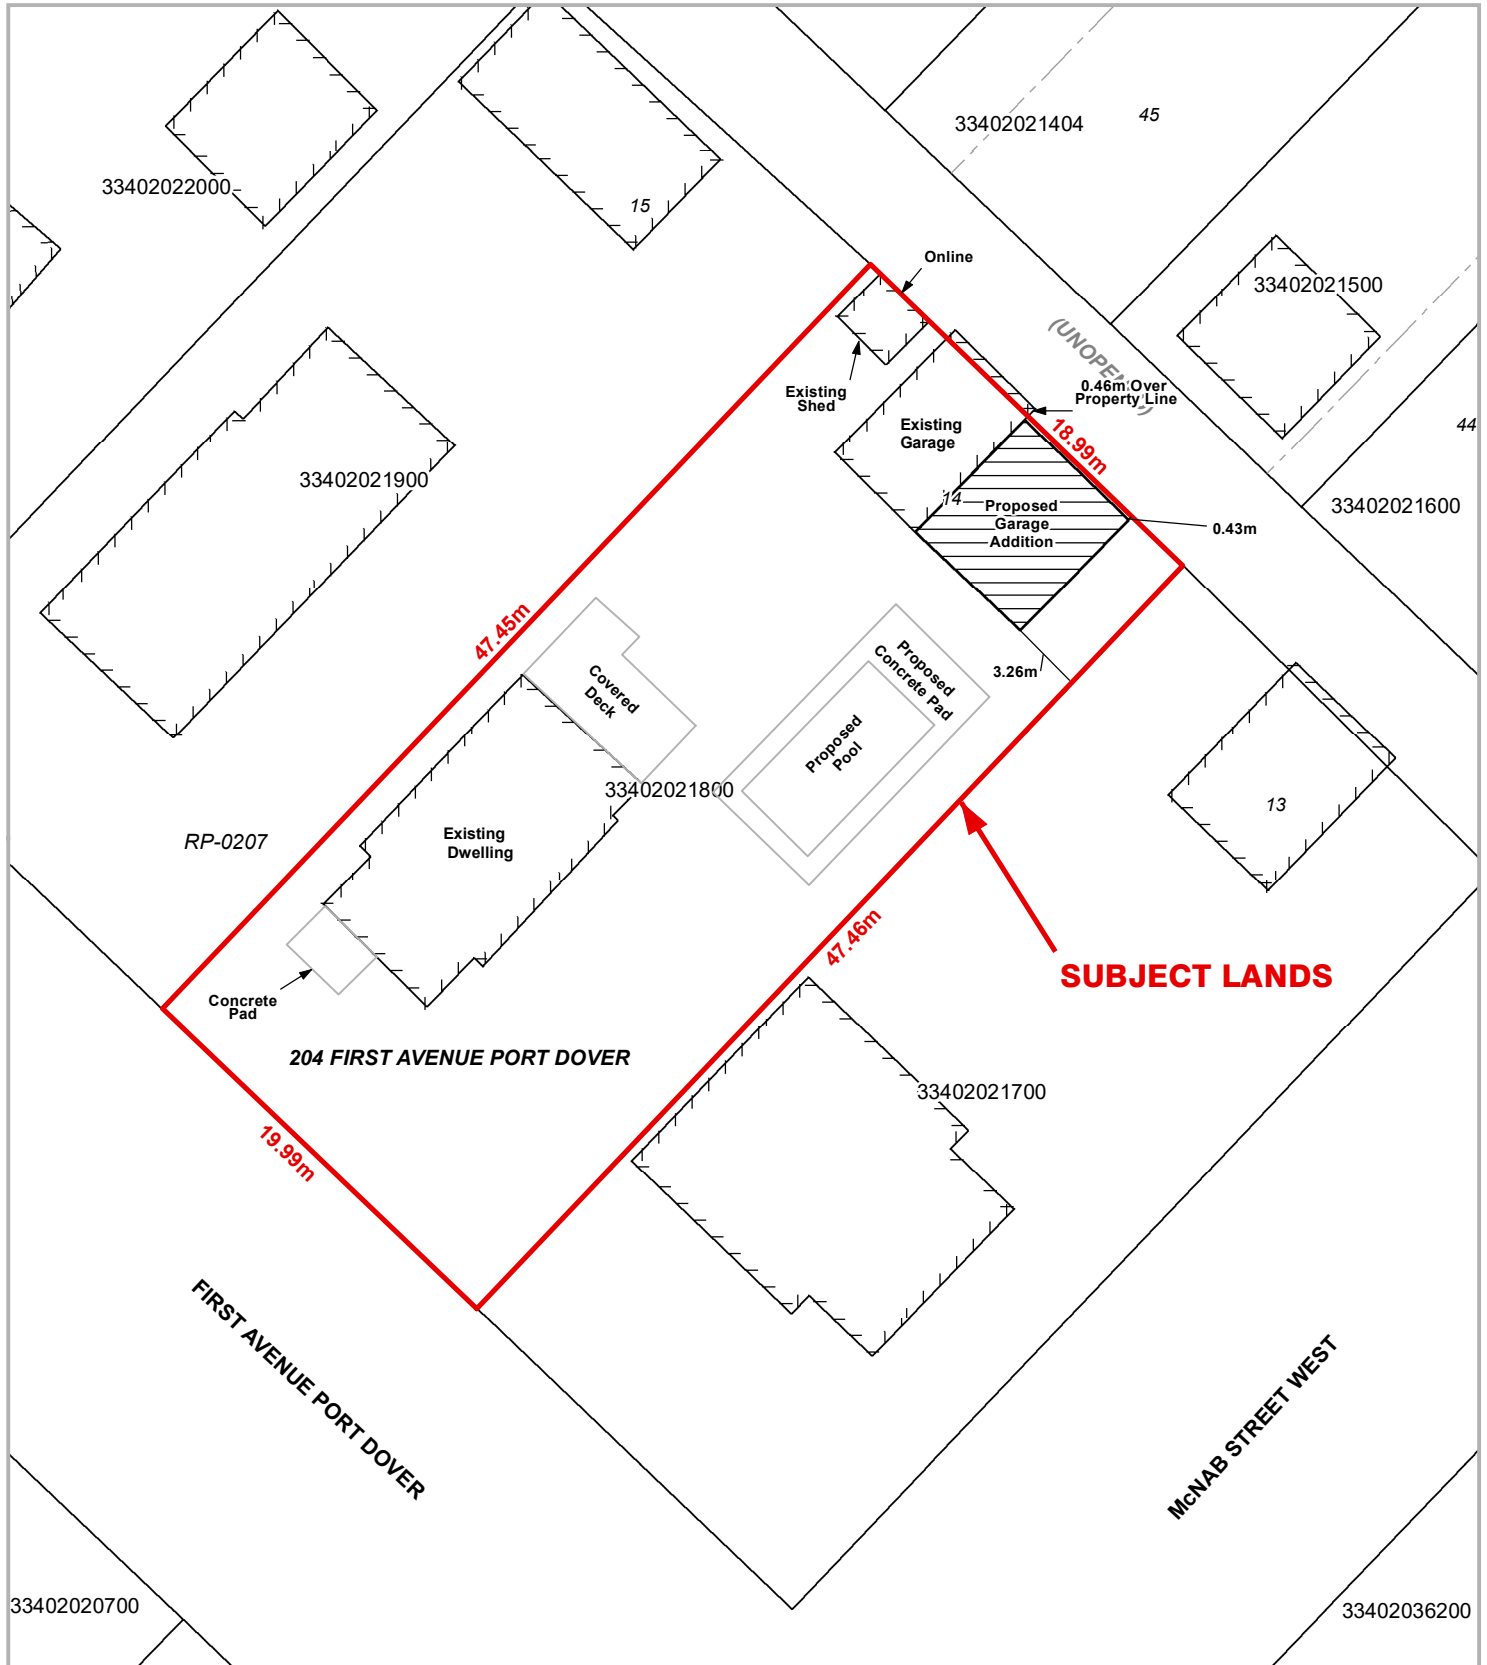 33402021404
45
33402022000
15
Online
33402021500
(UNOPENED)
0.46m Over
Property Line
Existing
Shed
Existing
Garage
18.99m
44
33402021900
14
Proposed
Garage
Addition
33402021600
0.43m
47.45m
3.26m
Proposed
Concrete Pad
Covered
Deck
Proposed
Pool
33402021800
13
RP-0207
Existing
Dwelling
47.46m
SUBJECT LANDS
Concrete
Pad
204 FIRST AVENUE PORT DOVER
33402021700
19.99m
FIRST AVENUE PORT DOVER
McNAB STREET WEST
33402020700
33402036200